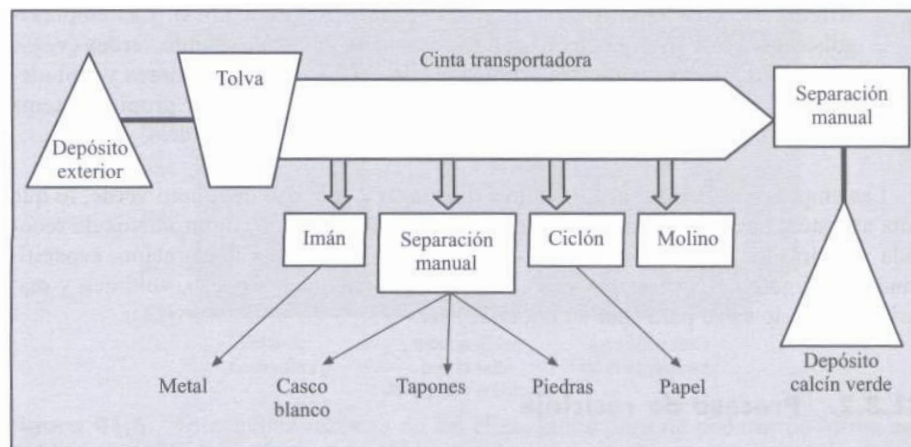 Cinta transportadora
Tolva
Separación
manual
Depósito
exterior
Imán
Separación
manual
Ciclón
Molino
Metal
Casco
blanco
Tapones
Piedras
Papel
Depósito
calcín verde